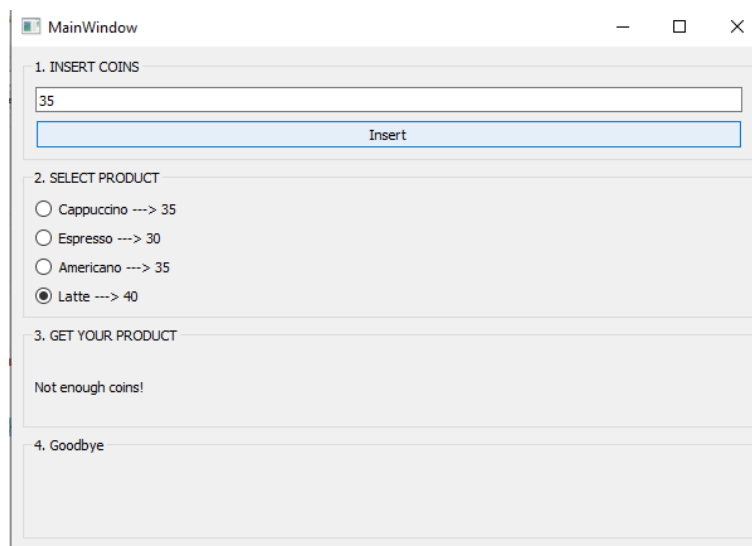 MainWindow
1. INSERT COINS
35
Insert
2. SELECT PRODUCT
Cappuccino ---> 35
Espresso ---> 30
Americano ---> 35
Latte ---> 40
3. GET YOUR PRODUCT
Not enough coins!
4. Goodbye